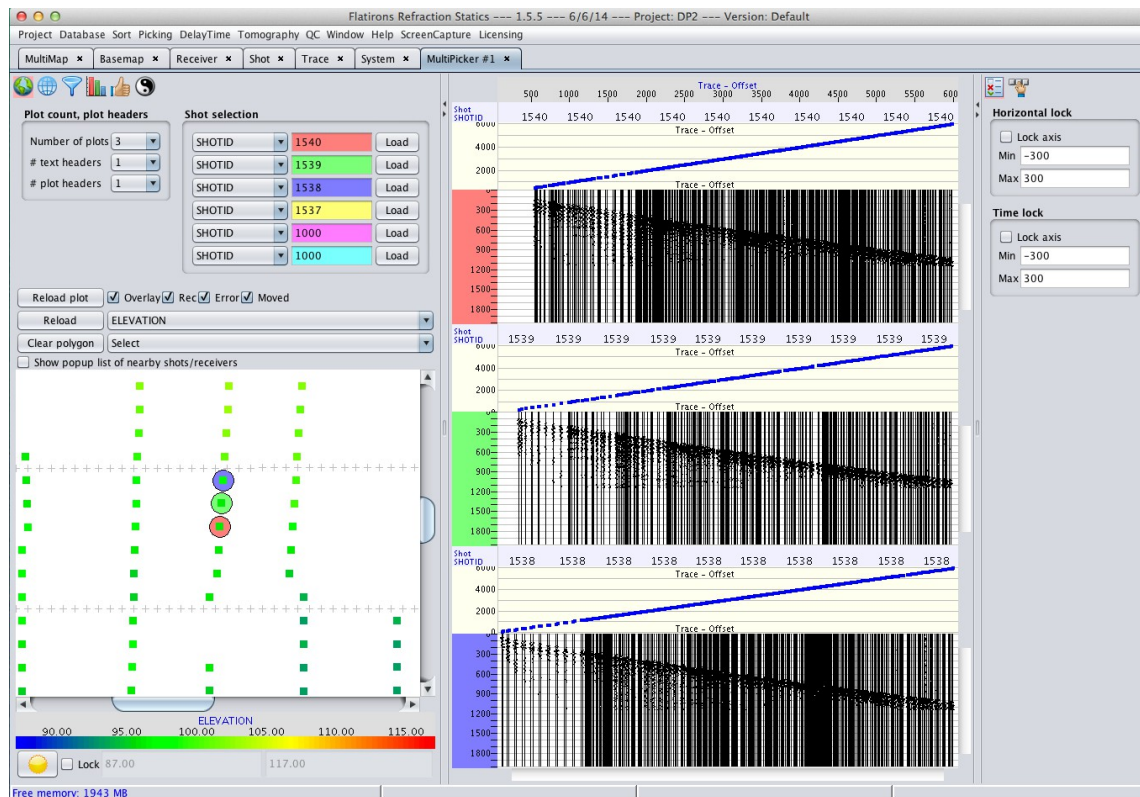 Flatirons Refraction Statics --- 1.5.5 --- 6/6/14 --- Project: DP2 --- Version: Default
Project Database Sort Picking DelayTime Tomography QC Window Help ScreenCapture Licensing
MultiMap × Basemap × Receiver × Shot × Trace × System × MultiPicker #1 ×
Plot count, plot headers
Number of plots 3
# text headers 1
# plot headers 1
Shot selection
SHOTID 1540 Load
SHOTID 1539 Load
SHOTID 1538 Load
SHOTID 1537 Load
SHOTID 1000 Load
SHOTID 1000 Load
Reload plot Overlay Rec Error Moved
Reload ELEVATION
Clear polygon Select
Show popup list of nearby shots/receivers
ELEVATION
90.00 95.00 100.00 105.00 110.00 115.00
Lock 87.00 117.00
Free memory: 1943 MB
Trace - Offset
500 1000 1500 2000 2500 3000 3500 4000 4500 5000 5500 600
Shot
SHOTID 1540 1540 1540 1540 1540 1540 1540 1540 1540
6000
Trace - Offset
4000
2000
Trace - Offset
300
600
900
1200
1500
1800
Shot
SHOTID 1539 1539 1539 1539 1539 1539 1539 1539 1539
6000
Trace - Offset
4000
2000
Trace - Offset
300
600
900
1200
1500
1800
Shot
SHOTID 1538 1538 1538 1538 1538 1538 1538 1538 1538
6000
Trace - Offset
4000
2000
Trace - Offset
300
600
900
1200
1500
1800
Horizontal lock
Lock axis
Min -300
Max 300
Time lock
Lock axis
Min -300
Max 300